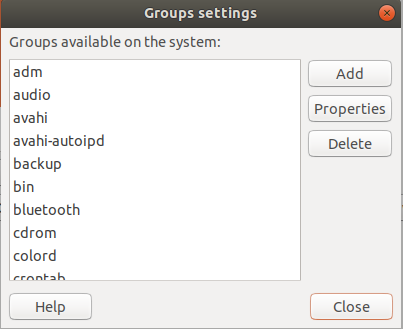 Groups settings
Groups available on the system:
adm
audio
avahi
avahi-autoipd
backup
bin
bluetooth
cdrom
colord
crontab
Add
Properties
Delete
Help
Close